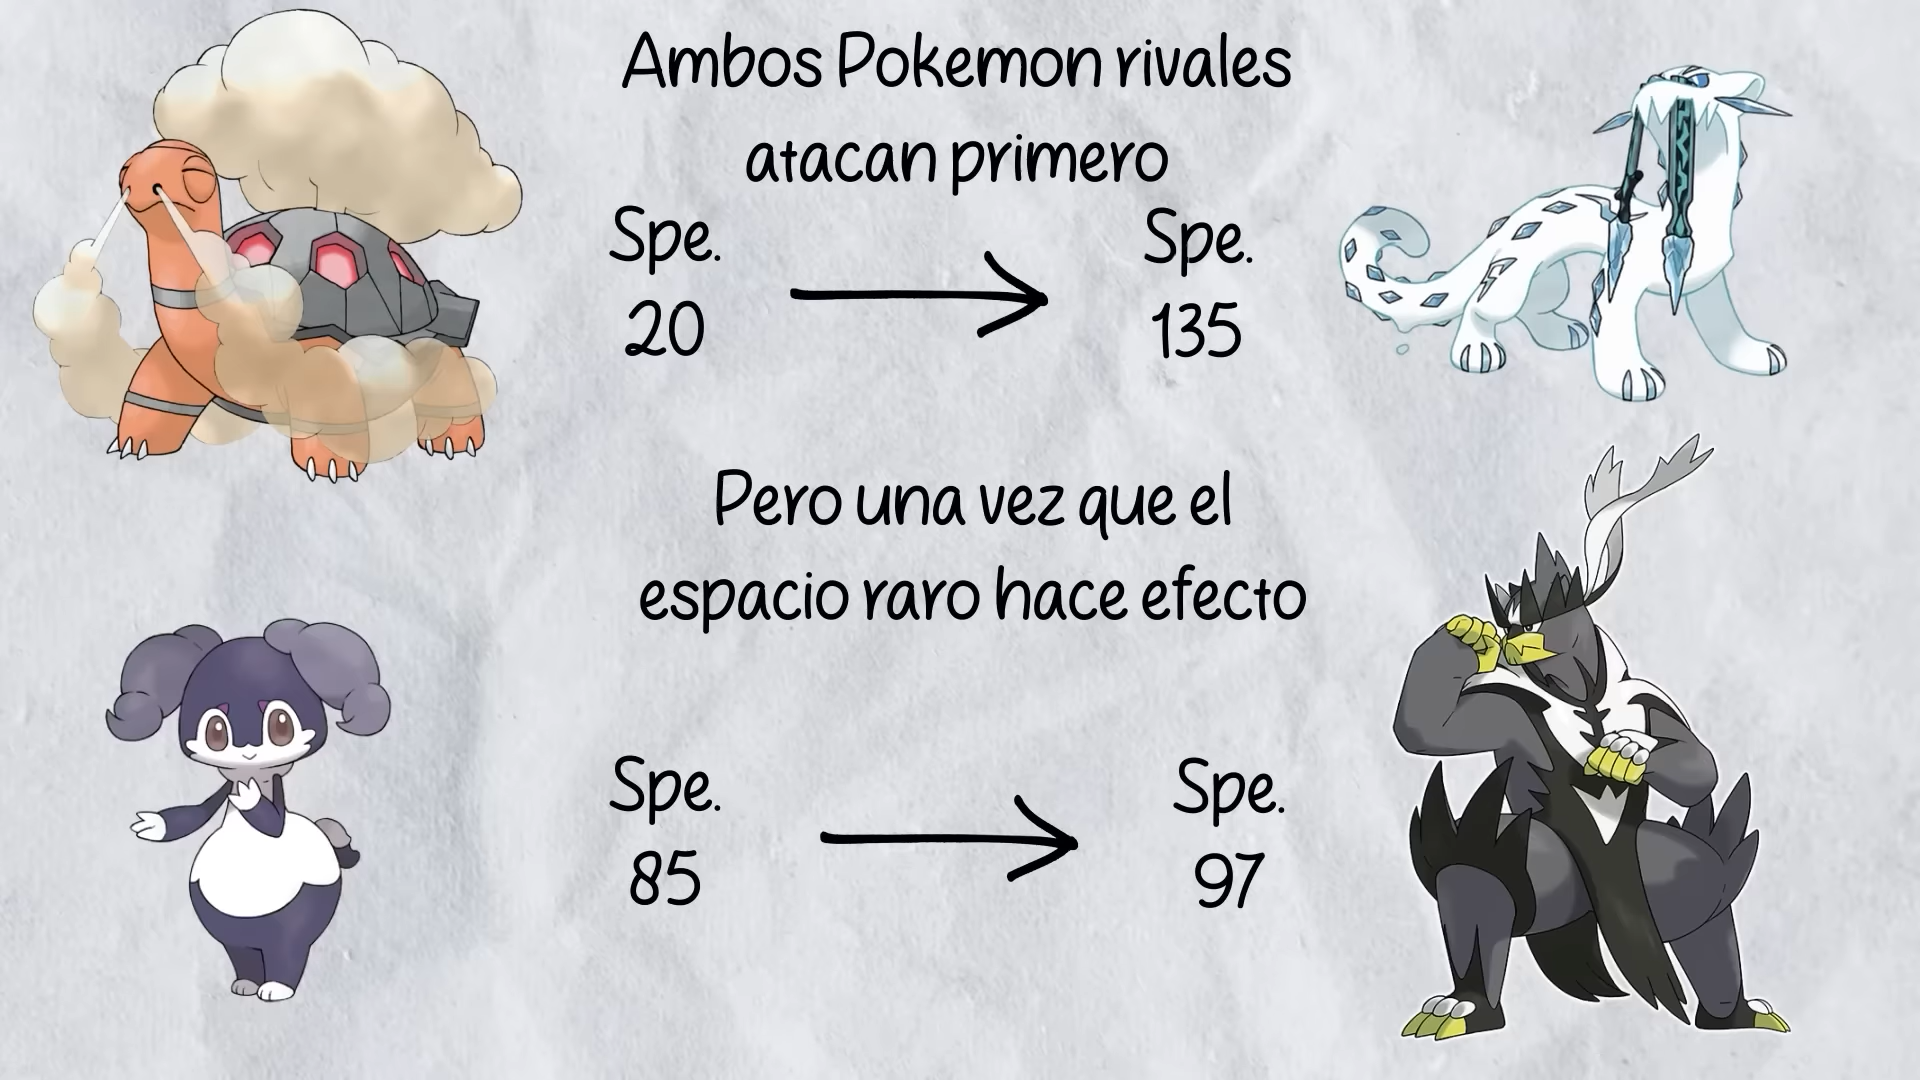 Ambos Pokemon rivales
atacan primero
Spe.
20
Spe.
135
Pero una vez que el
espacio raro hace efecto
Spe.
85
Spe.
97